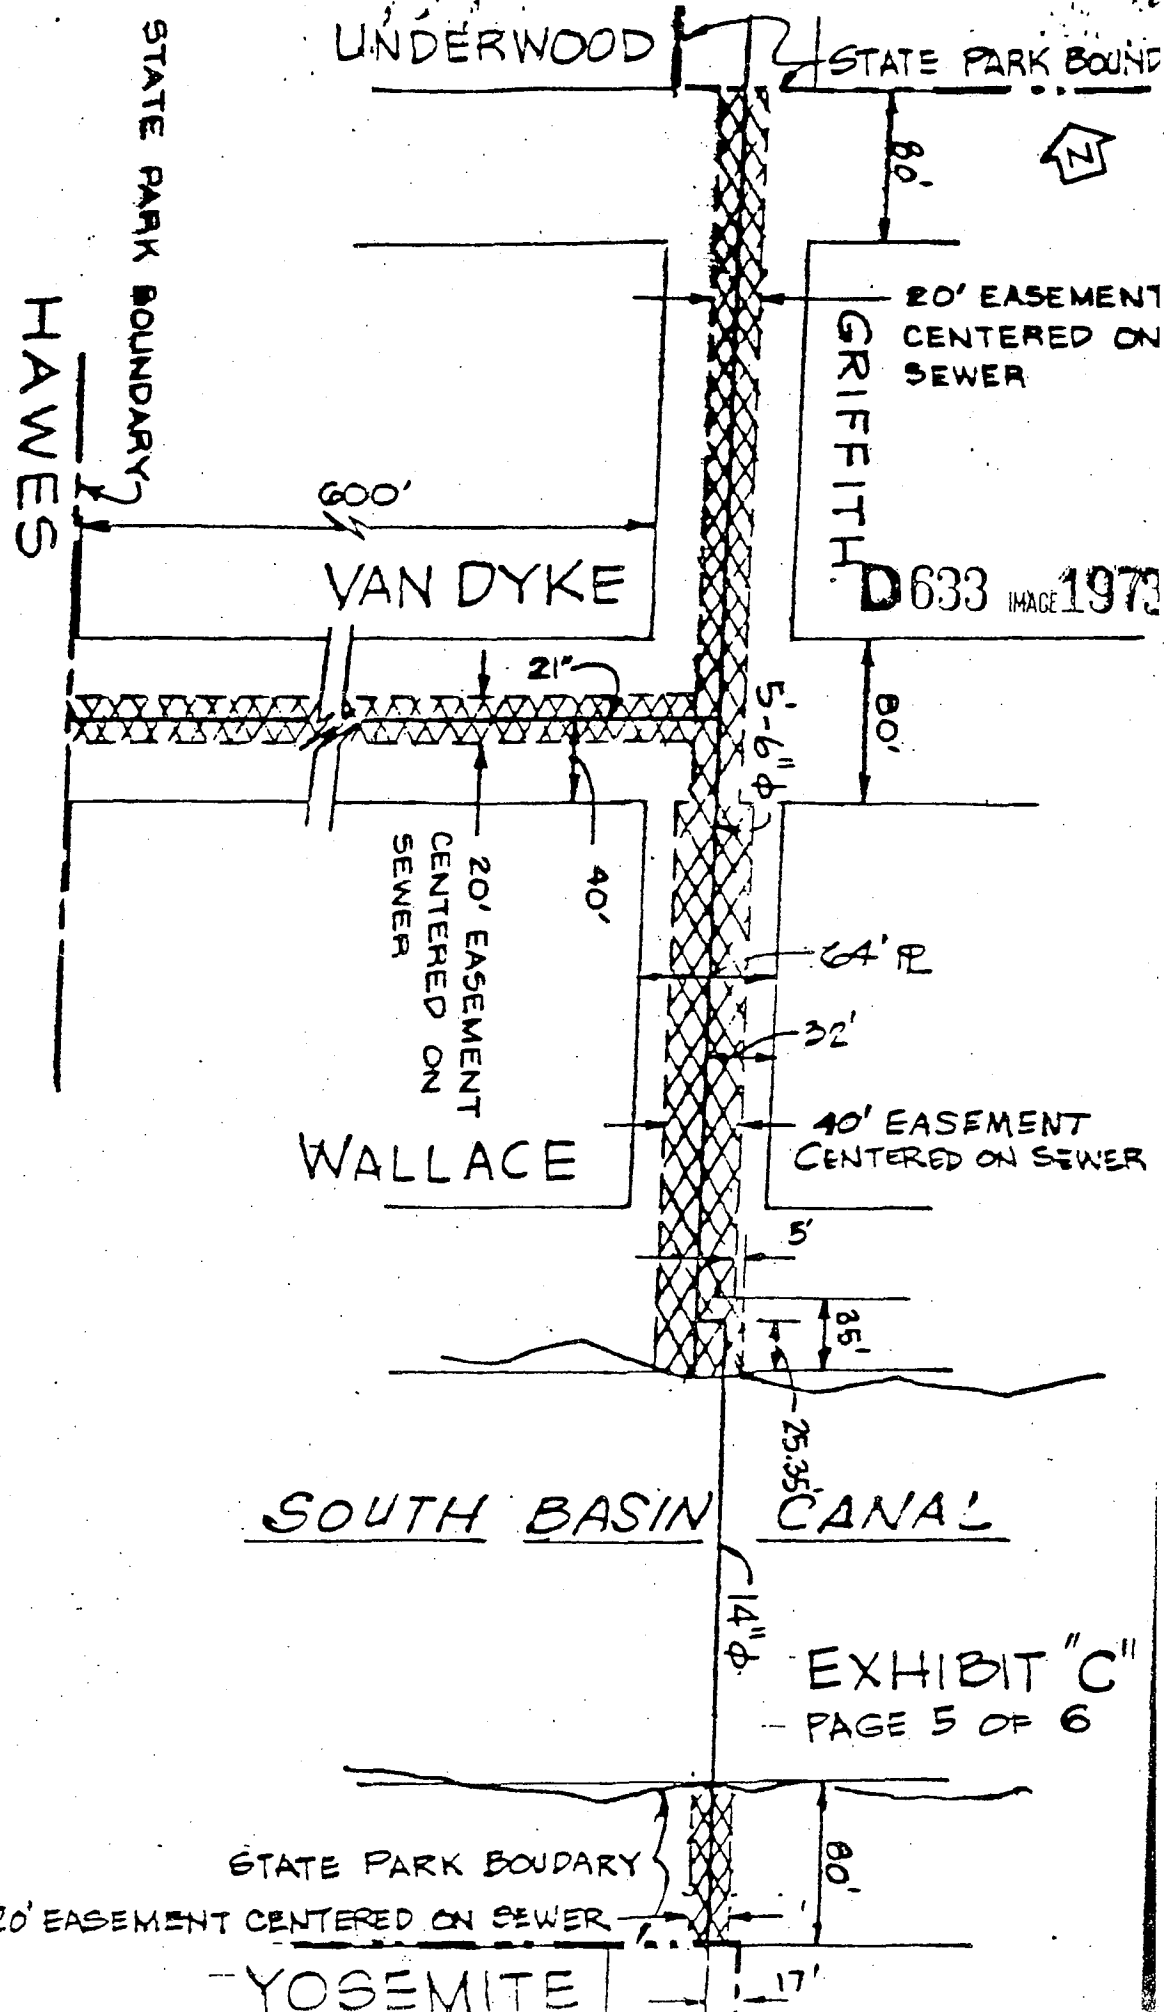 UNDERWOOD
STATE PARK BOUND
STATE PARK BOUNDARY
N
80'
20' EASEMENT
CENTERED ON
SEWER
HAWES
GRIFFITH
600'
VAN DYKE
D633 IMAGE 1973
21"
5'-6"φ
80'
40'
20' EASEMENT
CENTERED ON
SEWER
64' PL
32'
40' EASEMENT
CENTERED ON SEWER
WALLACE
5'
35'
25.35'
SOUTH BASIN CANAL
14"φ
EXHIBIT "C"
PAGE 5 OF 6
STATE PARK BOUDARY
80'
20' EASEMENT CENTERED ON SEWER
YOSEMITE
17'